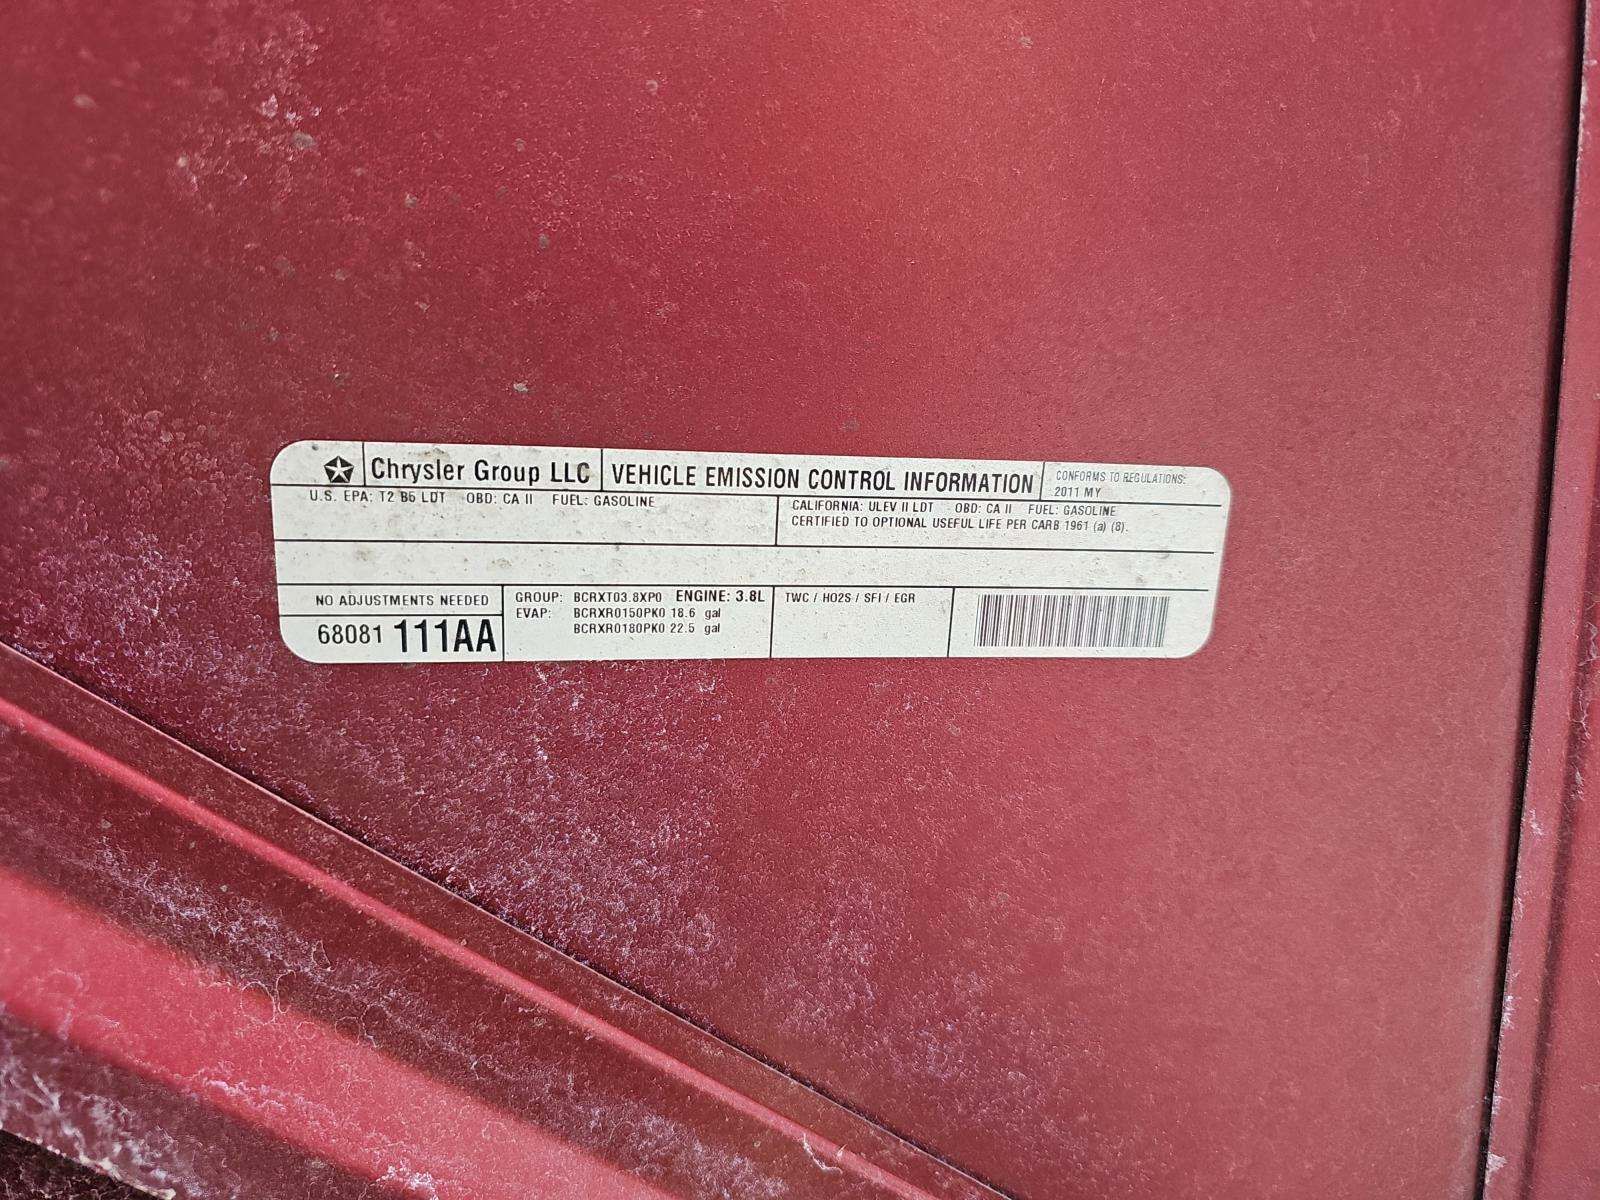 Chrysler Group LLC
VEHICLE EMISSION CONTROL INFORMATION
CONFORMS TO REGULATIONS:
2011 MY
U.S. EPA: T2 B5 LDT OBD: CA II FUEL: GASOLINE
CALIFORNIA: ULEV II LDT OBD: CA II FUEL: GASOLINE
CERTIFIED TO OPTIONAL USEFUL LIFE PER CARB 1961 (a) (8).
NO ADJUSTMENTS NEEDED
68081 111AA
GROUP: BCRXT03.8XP0 ENGINE: 3.8L
EVAP: BCRXR0150PK0 18.6 gal
BCRXR0180PK0 22.5 gal
TWC / HO2S / SFI / EGR